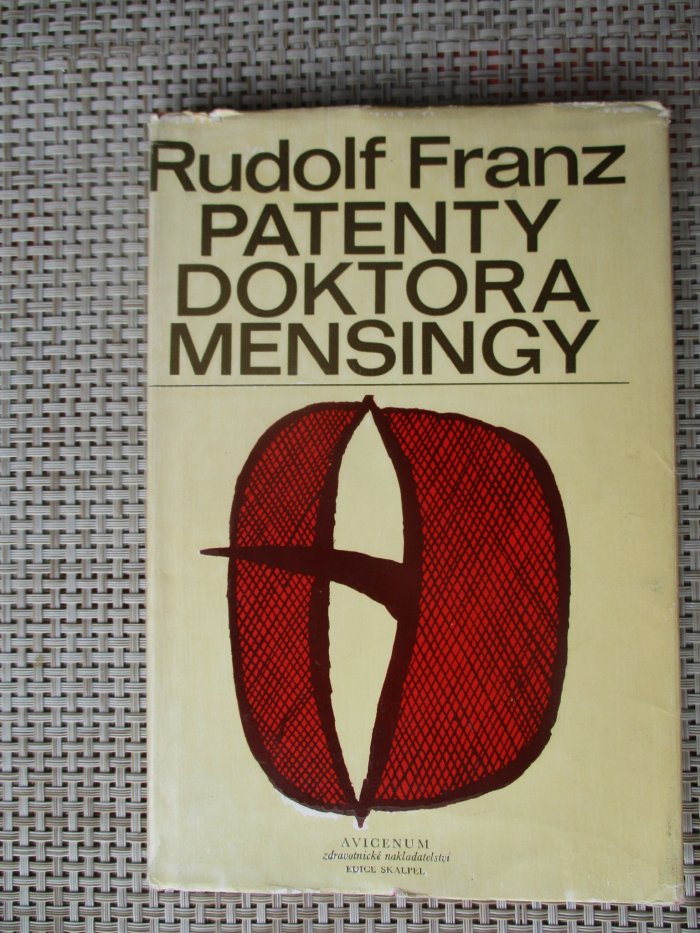 Rudolf Franz
PATENTY
DOKTORA
MENSINGY
AVICENUM
zdravotnické nakladatelství
EDICE SKALPEL